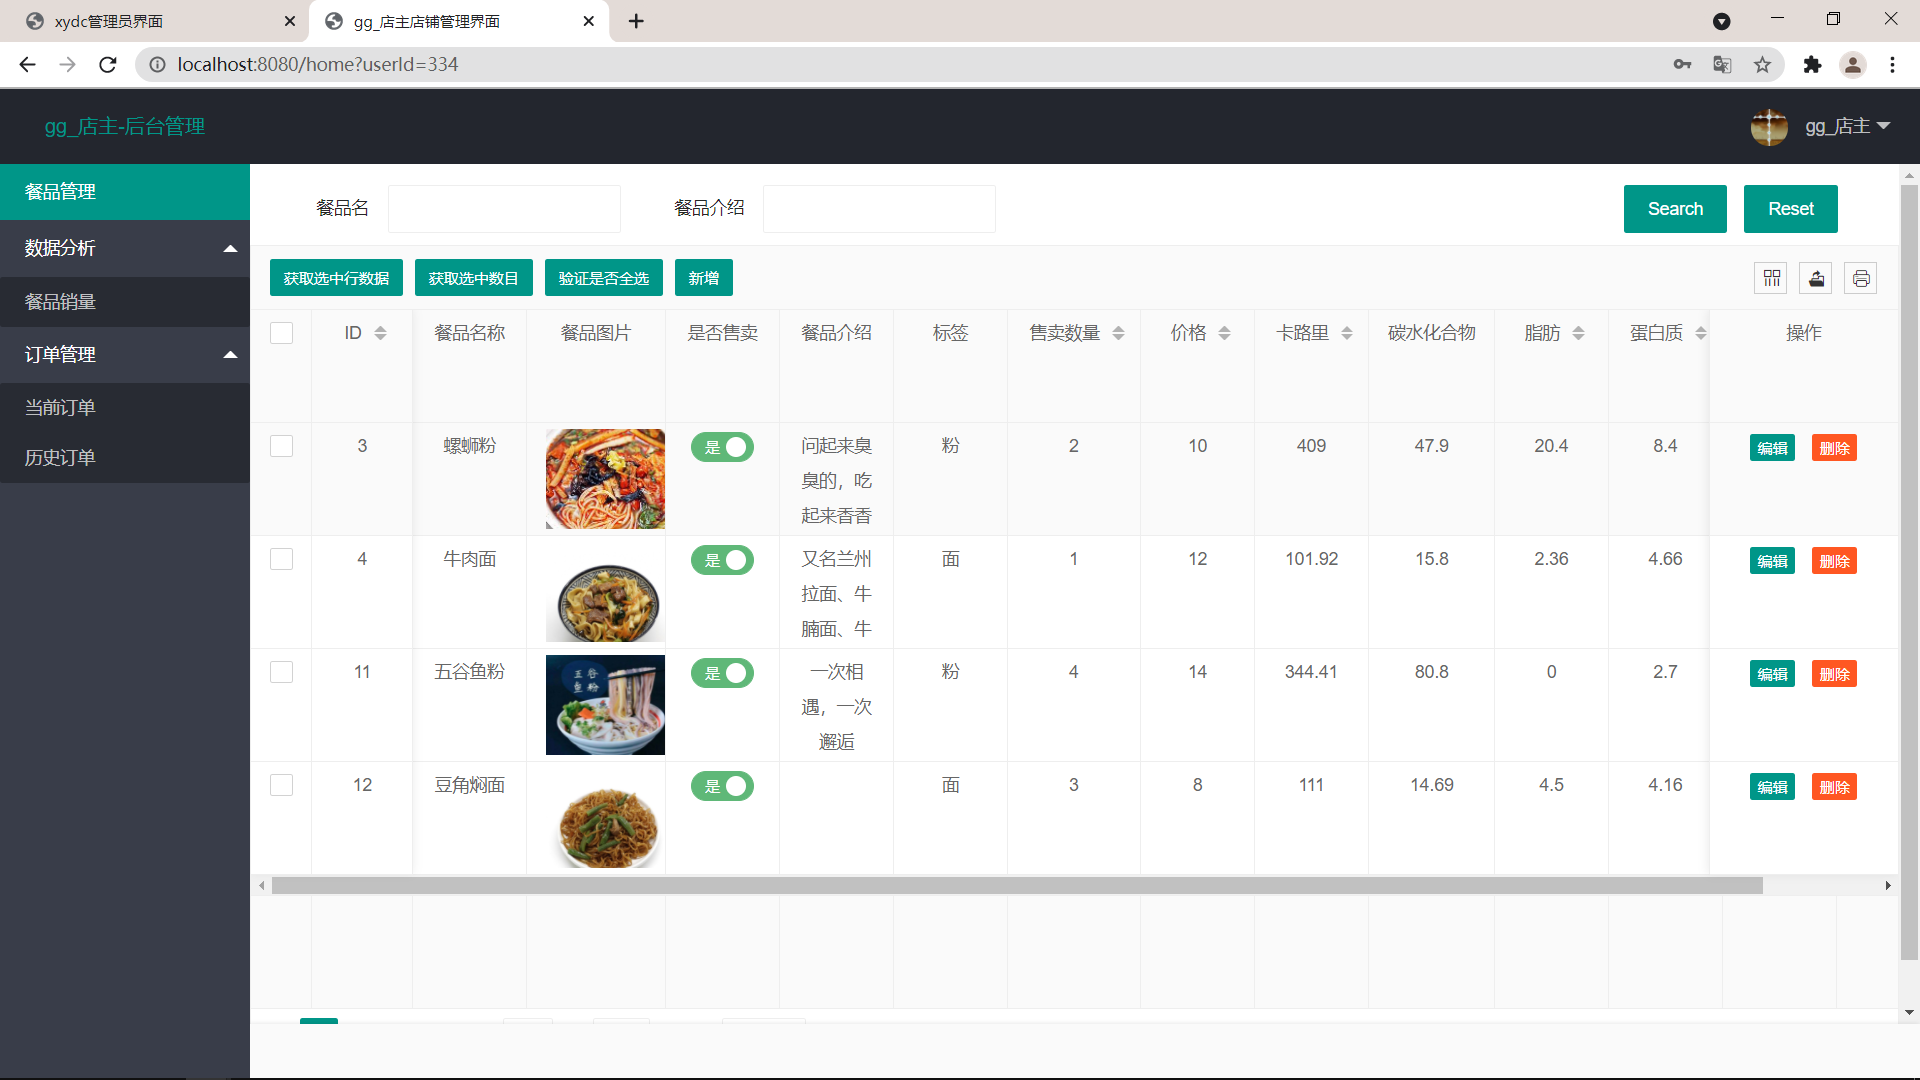 xydc管理员界面
gg_店主店铺管理界面
localhost:8080/home?userId=334
gg_店主-后台管理
gg_店主
餐品管理
数据分析
餐品销量
订单管理
当前订单
历史订单
餐品名
餐品介绍
Search
Reset
获取选中行数据
获取选中数目
验证是否全选
新增
ID 餐品名称 餐品图片 是否售卖 餐品介绍 标签 售卖数量 价格 卡路里 碳水化合物 脂肪 蛋白质 操作
3 螺蛳粉 是 问起来臭 粉 2 10 409 47.9 20.4 8.4 编辑 删除
臭的，吃
起来香香
4 牛肉面 是 又名兰州 面 1 12 101.92 15.8 2.36 4.66 编辑 删除
拉面、牛
腩面、牛
11 五谷鱼粉 是 一次相 粉 4 14 344.41 80.8 0 2.7 编辑 删除
遇，一次
邂逅
12 豆角焖面 是 面 3 8 111 14.69 4.5 4.16 编辑 删除